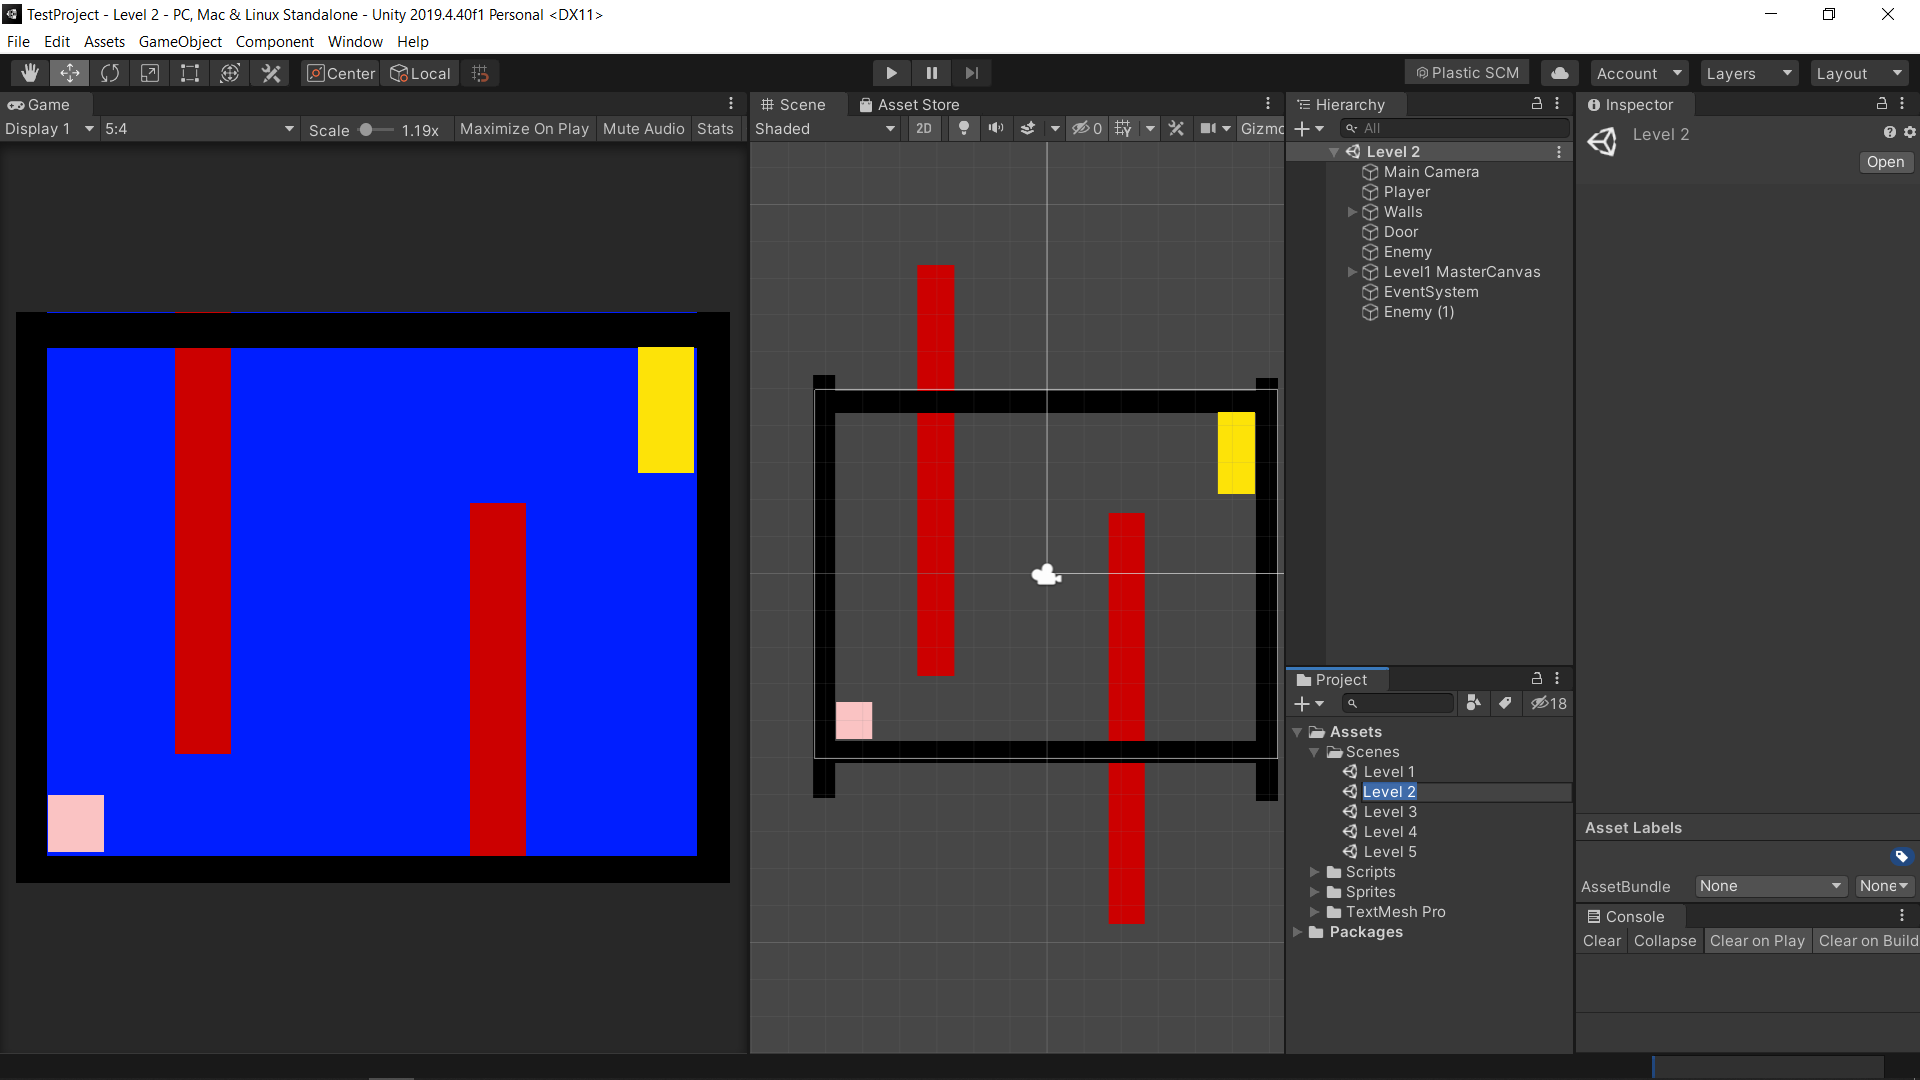 TestProject - Level 2 - PC, Mac & Linux Standalone - Unity 2019.4.40f1 Personal <DX11>
File Edit Assets GameObject Component Window Help
Center Local Plastic SCM Account Layers Layout
Game
Display 1 5:4 Scale 1.19x Maximize On Play Mute Audio Stats
Scene Asset Store
Shaded 2D 0 Gizmo
Hierarchy
All
Level 2
Main Camera
Player
Walls
Door
Enemy
Level1 MasterCanvas
EventSystem
Enemy (1)
Project
18
Assets
Scenes
Level 1
Level 2
Level 3
Level 4
Level 5
Scripts
Sprites
TextMesh Pro
Packages
Inspector
Level 2
Open
Asset Labels
AssetBundle None None
Console
Clear Collapse Clear on Play Clear on Build